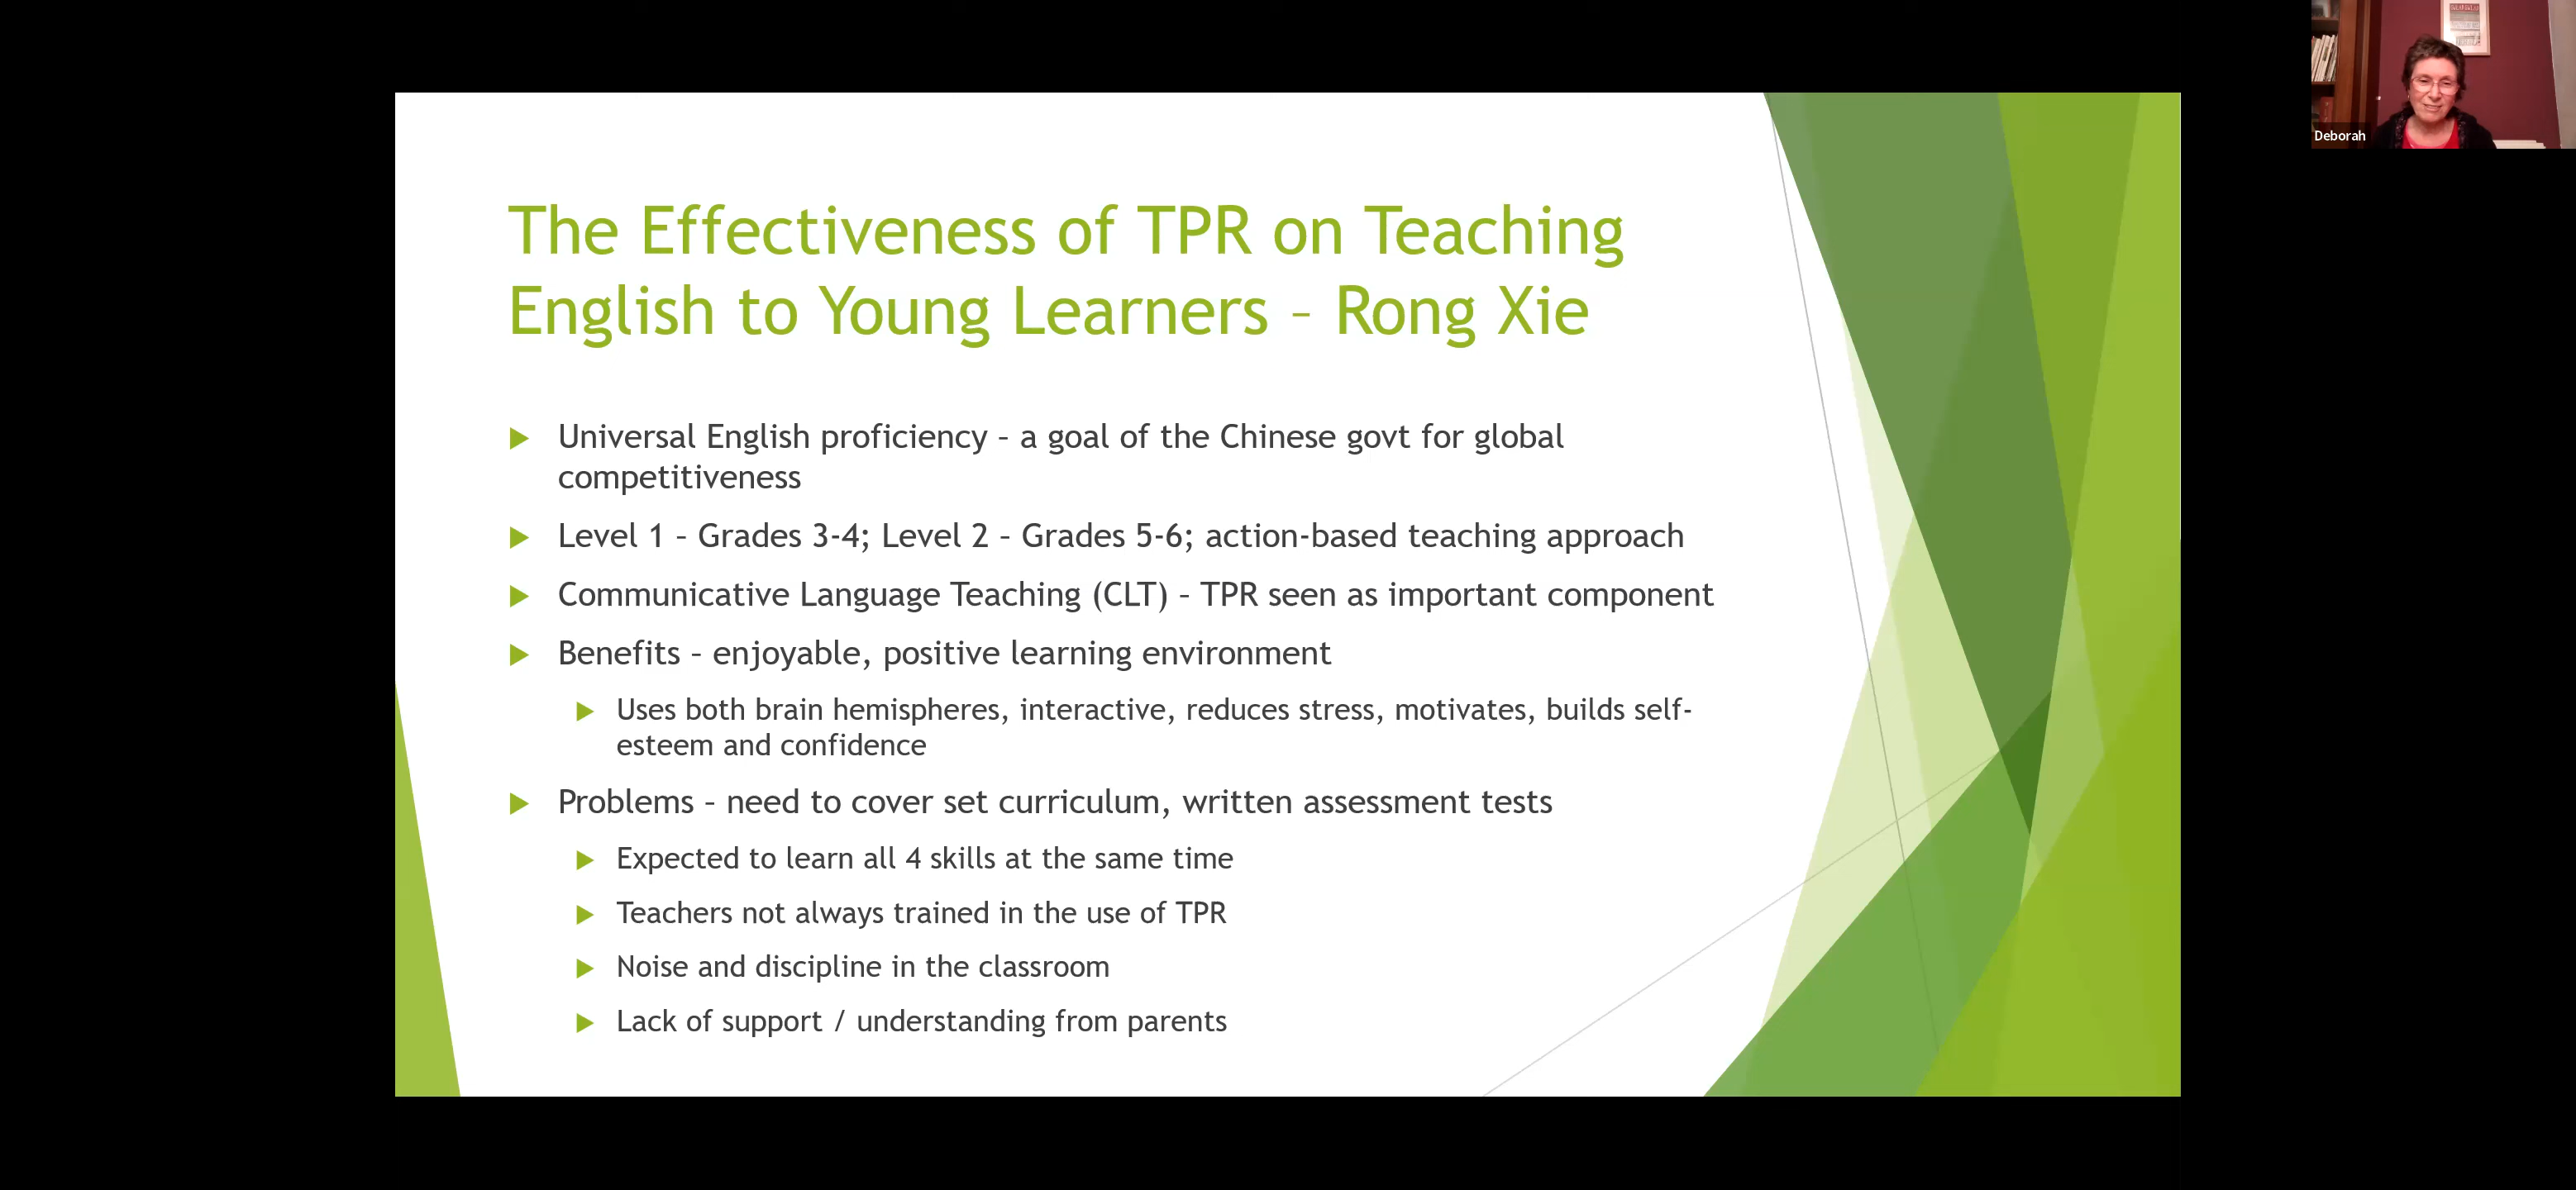 The Effectiveness of TPR on Teaching
English to Young Learners – Rong Xie
Universal English proficiency – a goal of the Chinese govt for global
competitiveness
Level 1 – Grades 3-4; Level 2 – Grades 5-6; action-based teaching approach
Communicative Language Teaching (CLT) – TPR seen as important component
Benefits – enjoyable, positive learning environment
Uses both brain hemispheres, interactive, reduces stress, motivates, builds self-
esteem and confidence
Problems – need to cover set curriculum, written assessment tests
Expected to learn all 4 skills at the same time
Teachers not always trained in the use of TPR
Noise and discipline in the classroom
Lack of support / understanding from parents
Deborah